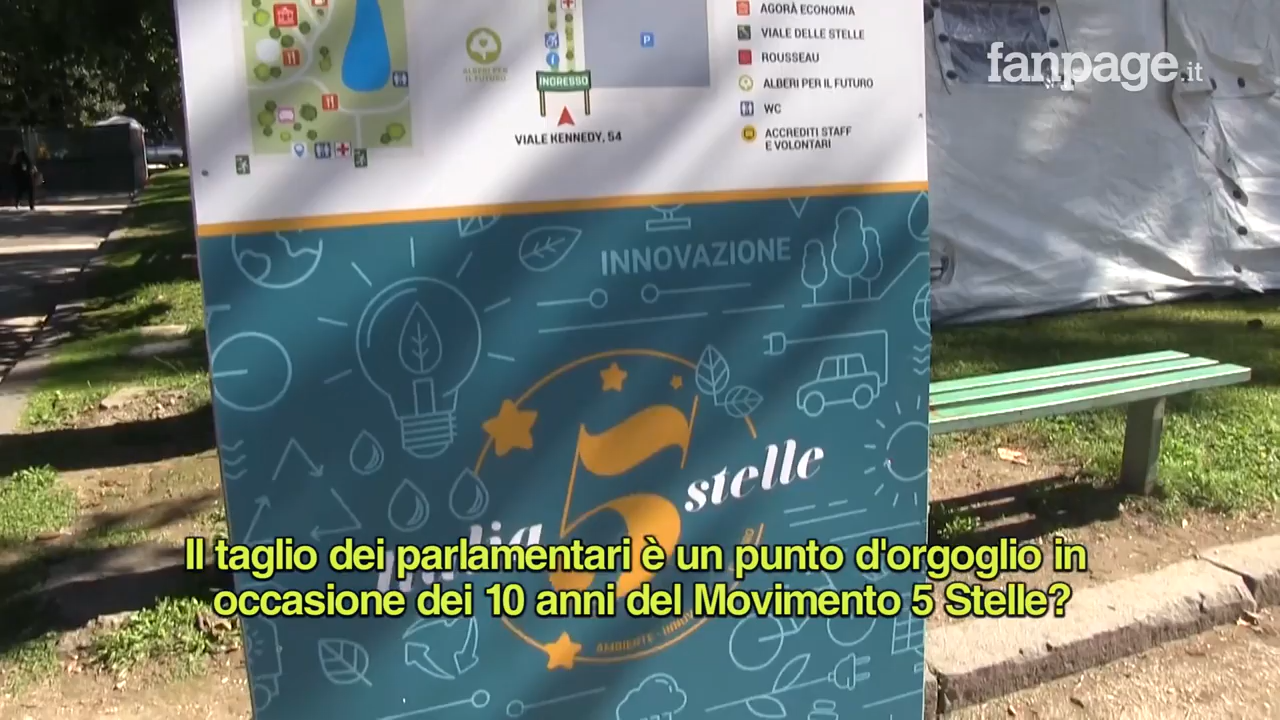 AGORÀ ECONOMIA
VIALE DELLE STELLE
ROUSSEAU
ALBERI PER IL FUTURO
WC
ACCREDITI STAFF
E VOLONTARI
fanpage.it
P
ALBERI PER
IL FUTURO
INGRESSO
VIALE KENNEDY, 54
INNOVAZIONE
5
stelle
Il taglio dei parlamentari è un punto d'orgoglio in
occasione dei 10 anni del Movimento 5 Stelle?
AMBIENTE -